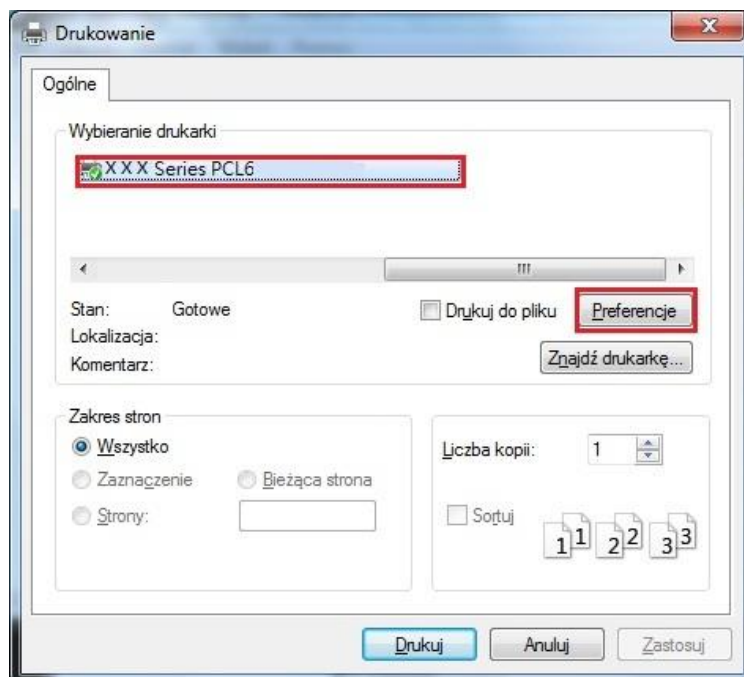 Drukowanie
Ogólne
Wybieranie drukarki
X X X Series PCL6
Stan: Gotowe
Drukuj do pliku Preferencje
Lokalizacja:
Komentarz:
Znajdź drukarkę...
Zakres stron
Wszystko
Zaznaczenie Bieżąca strona
Strony:
Liczba kopii: 1
Sortuj
1 1 2 2 3 3
Drukuj Anuluj Zastosuj